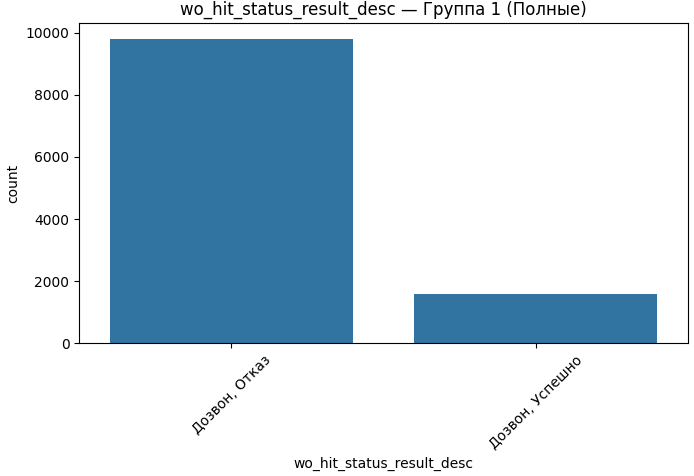 wo_hit_status_result_desc — Группа 1 (Полные)
10000
8000
6000
4000
2000
0
count
Дозвон, Отказ
Дозвон, Успешно
wo_hit_status_result_desc